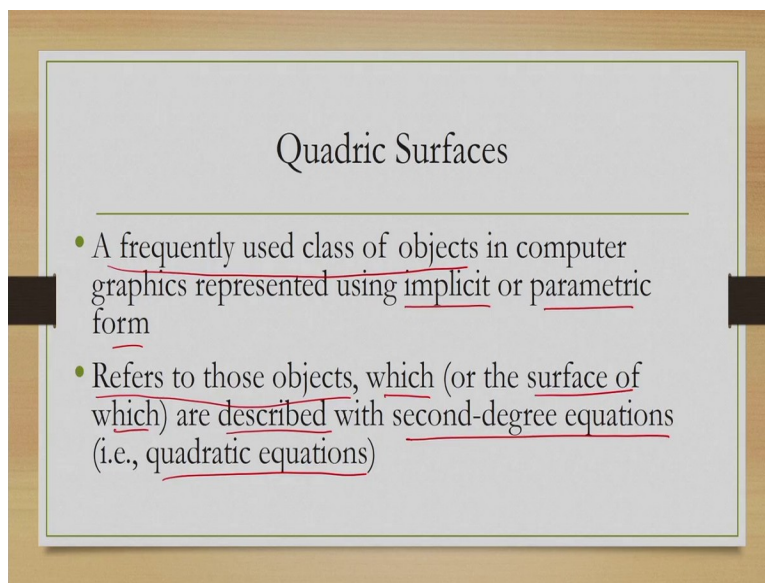 Quadric Surfaces
• A frequently used class of objects in computer
graphics represented using implicit or parametric
form
• Refers to those objects, which (or the surface of
which) are described with second-degree equations
(i.e., quadratic equations)